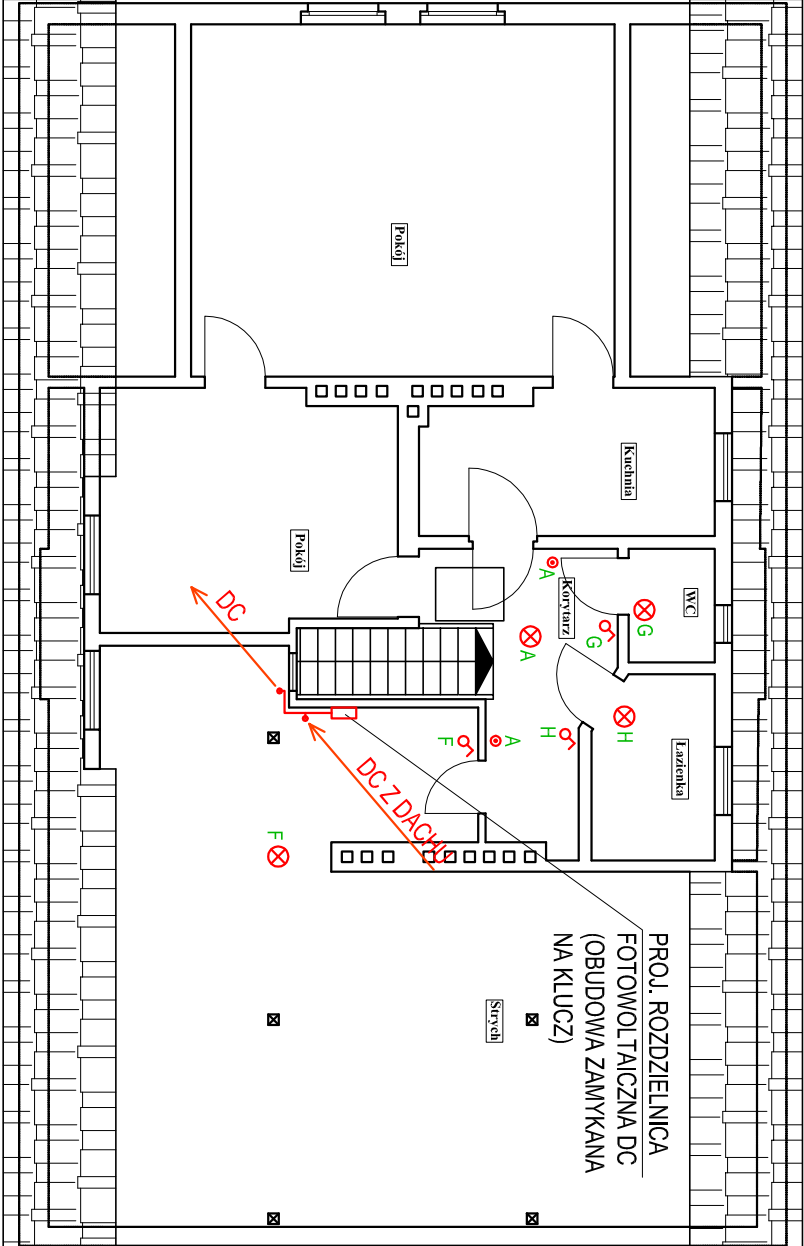 PROJ. ROZDZIELNICA
FOTOWOLTAICZNA DC
(OBUDOWA ZAMYKANA
NA KLUCZ)
WC
Łazienka
Kuchnia
Korytarz
Pokój
Pokój
Strych
G
G
H
H
A
A
A
F
F
DC
DC Z DACHU